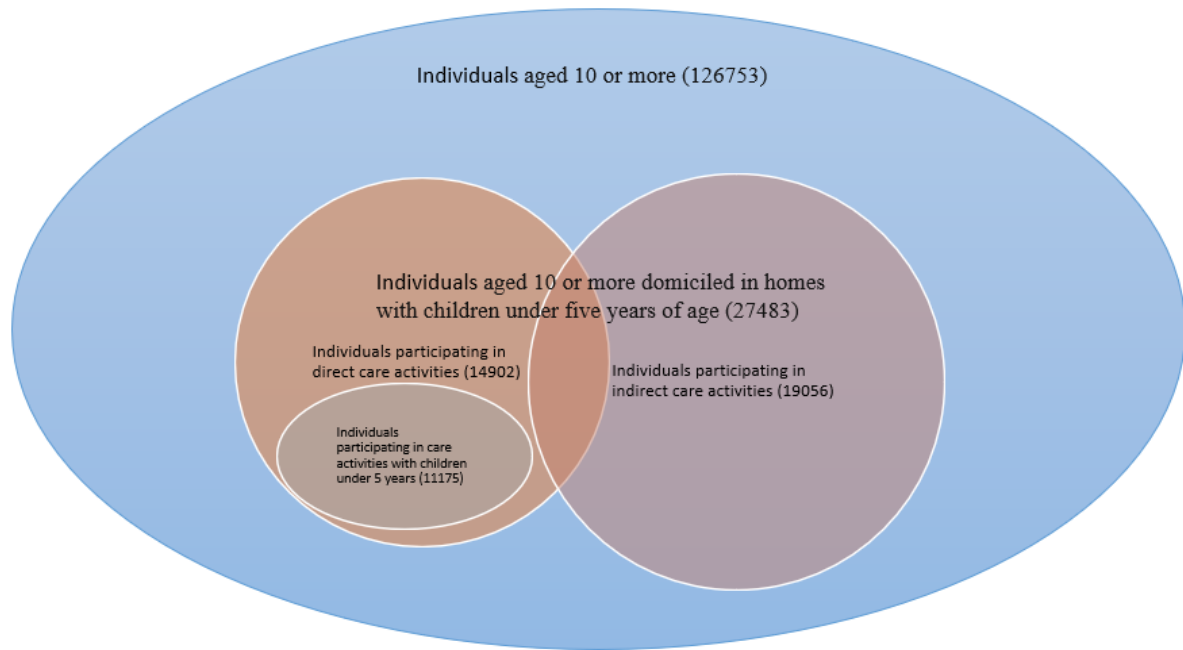 Individuals aged 10 or more (126753)
Individuals aged 10 or more domiciled in homes
with children under five years of age (27483)
Individuals participating in
direct care activities (14902)
Individuals participating in
indirect care activities (19056)
Individuals
participating in care
activities with children
under 5 years (11175)